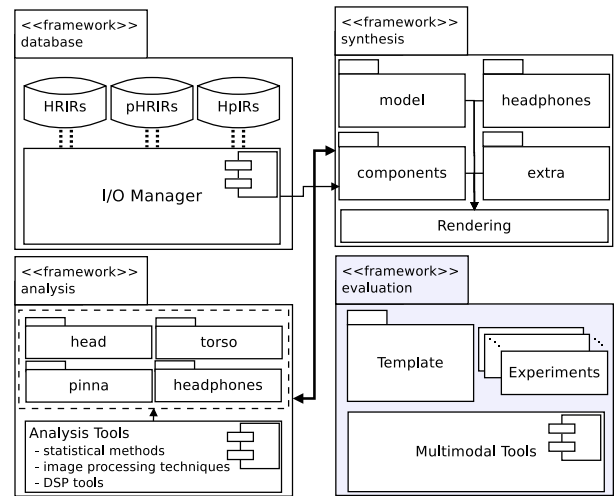 <<framework>>
database
HRIRs
pHRIRs
HpIRs
I/O Manager
<<framework>>
synthesis
model
headphones
components
extra
Rendering
<<framework>>
analysis
head
torso
pinna
headphones
Analysis Tools
- statistical methods
- image processing techniques
- DSP tools
<<framework>>
evaluation
Template
Experiments
Multimodal Tools